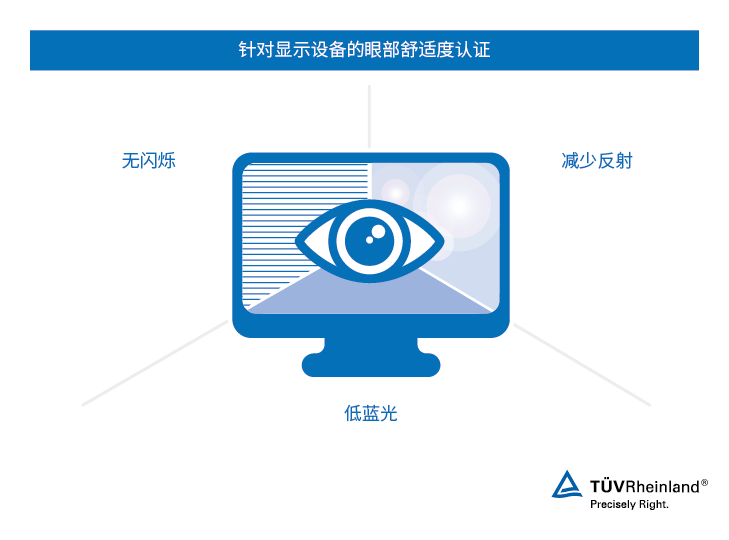 针对显示设备的眼部舒适度认证
无闪烁
减少反射
低蓝光
TÜVRheinland®
Precisely Right.